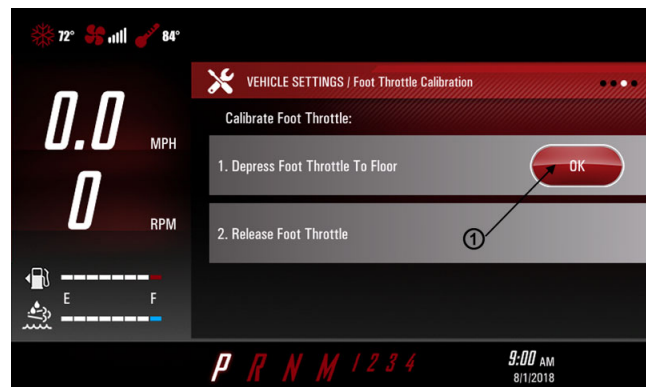 72° 84°
VEHICLE SETTINGS / Foot Throttle Calibration
0.0 MPH
Calibrate Foot Throttle:
1. Depress Foot Throttle To Floor OK
0 RPM
2. Release Foot Throttle 1
E F
P R N M 1 2 3 4 9:00 AM
8/1/2018